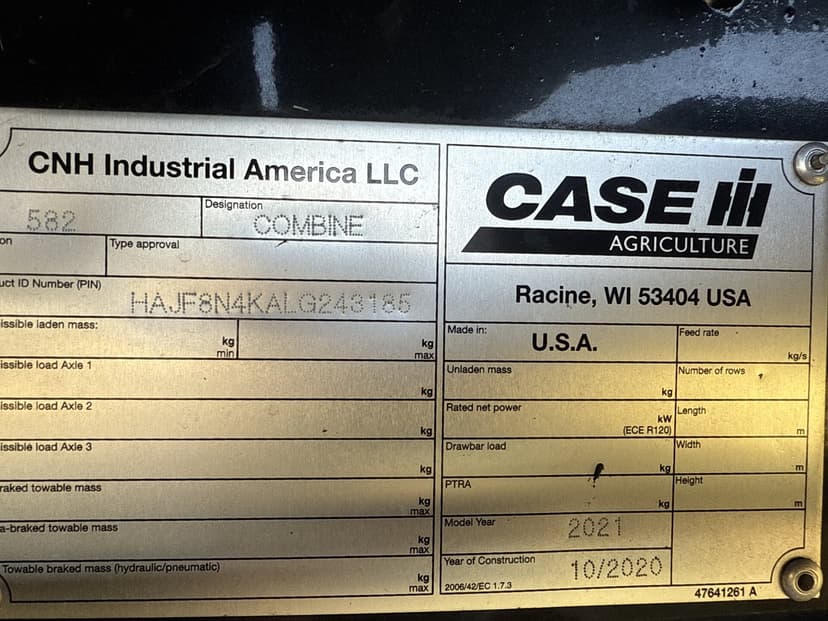 CNH Industrial America LLC
582
Designation
COMBINE
on
Type approval
uct ID Number (PIN)
HAJF8N4KALG243185
issible laden mass:
kg
min
kg
max
issible load Axle 1
kg
issible load Axle 2
kg
issible load Axle 3
kg
raked towable mass
kg
max
a-braked towable mass
kg
max
Towable braked mass (hydraulic/pneumatic)
kg
max
CASE IH
AGRICULTURE
Racine, WI 53404 USA
Made in:
U.S.A.
Feed rate
kg/s
Unladen mass
kg
Number of rows
Rated net power
kW
(ECE R120)
Length
m
Drawbar load
kg
Width
m
PTRA
kg
Height
m
Model Year
2021
Year of Construction
10/2020
2006/42/EC 1.7.3
47641261 A